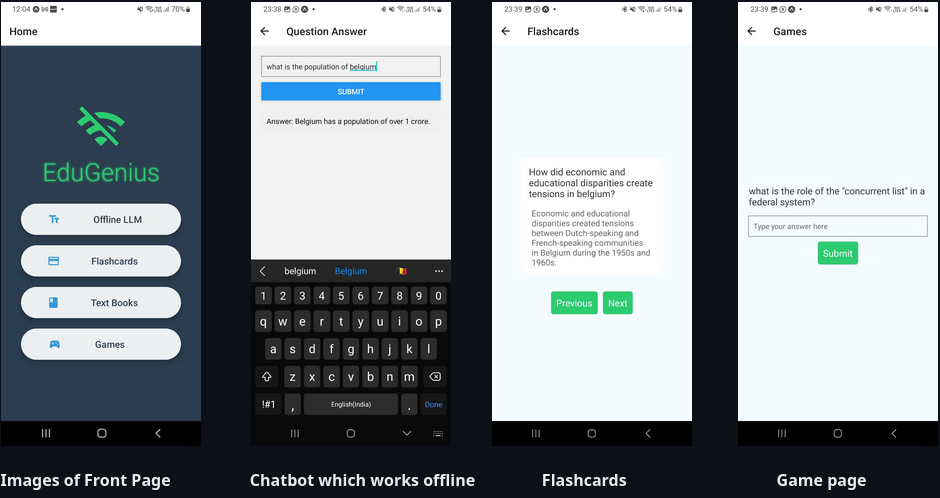 12:04
70%
Home
EduGenius
Offline LLM
Flashcards
Text Books
Games
Images of Front Page
23:38
54%
Question Answer
what is the population of belgium
SUBMIT
Answer: Belgium has a population of over 1 crore.
belgium Belgium
1 2 3 4 5 6 7 8 9 0
q w e r t y u i o p
a s d f g h j k l
z x c v b n m
!#1 , English(India) . Done
Chatbot which works offline
23:39
54%
Flashcards
How did economic and
educational disparities create
tensions in belgium?
Economic and educational
disparities created tensions
between Dutch-speaking and
French-speaking communities
in Belgium during the 1950s and
1960s.
Previous Next
Flashcards
23:39
54%
Games
what is the role of the "concurrent list" in a
federal system?
Type your answer here
Submit
Game page